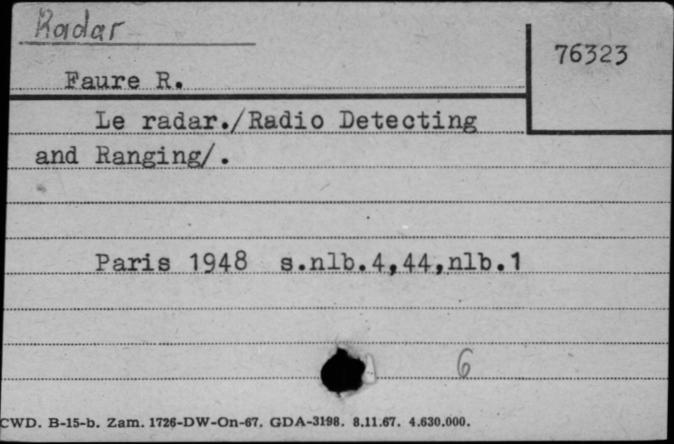 Radar
76323
Faure R.
Le radar./Radio Detecting
and Ranging/.
Paris 1948 s.nlb.4,44,nlb.1
6
CWD. B-15-b. Zam. 1726-DW-On-67. GDA-3198. 8.11.67. 4.630.000.